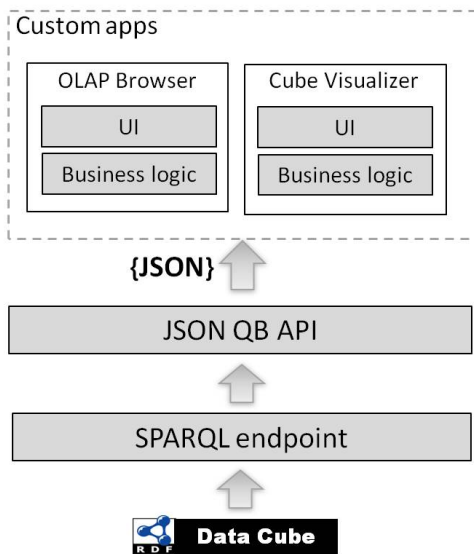 Custom apps
OLAP Browser
UI
Business logic
Cube Visualizer
UI
Business logic
{JSON}
JSON QB API
SPARQL endpoint
RDF
Data Cube